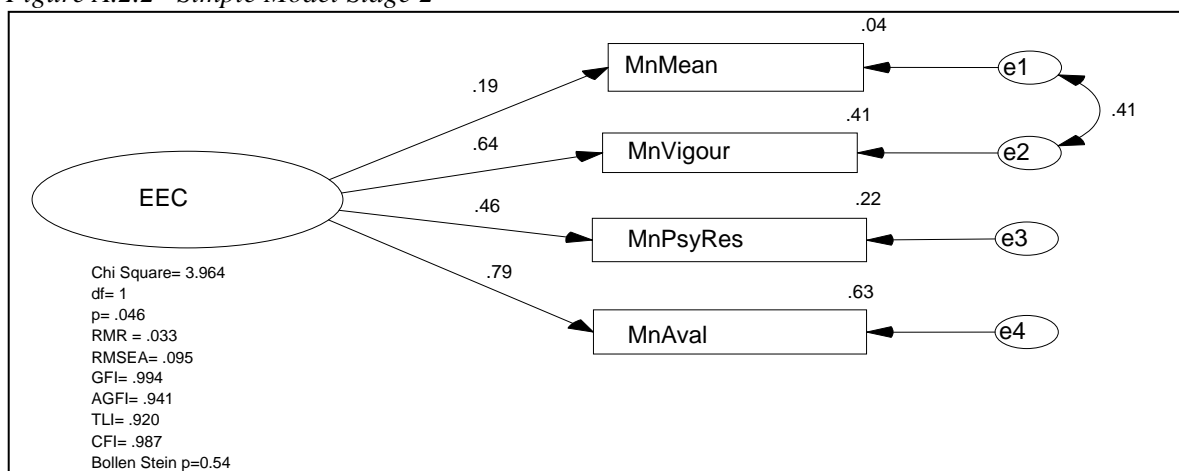 Figure A.2.2 Simple Model Stage 2
.04
MnMean
e1
.19
.41
.41
MnVigour
e2
.64
EEC
.22
.46
MnPsyRes
e3
.79
.63
MnAval
e4
Chi Square= 3.964
df= 1
p= .046
RMR = .033
RMSEA= .095
GFI= .994
AGFI= .941
TLI= .920
CFI= .987
Bollen Stein p=0.54